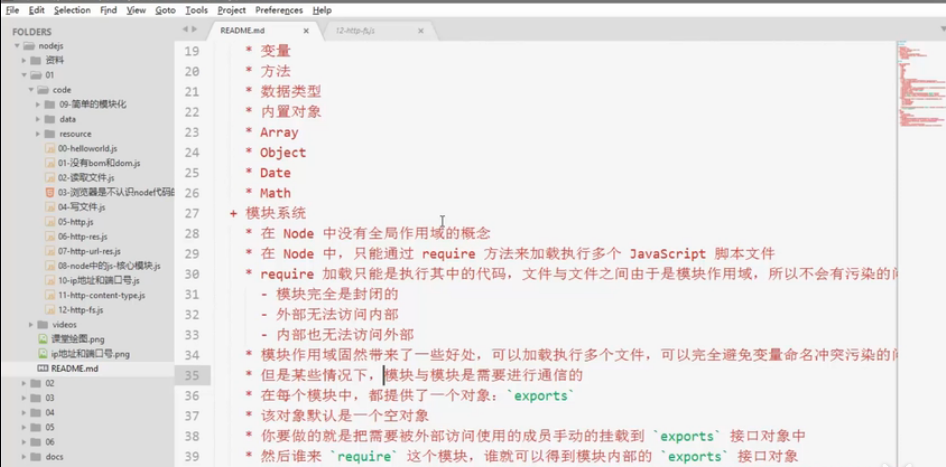 File Edit Selection Find View Goto Tools Project Preferences Help
FOLDERS
nodejs
资料
01
code
09-简单的模块化
data
resource
00-helloworld.js
01-没有bom和dom.js
02-读取文件.js
03-浏览器是不认识node代码的
04-写文件.js
05-http.js
06-http-res.js
07-http-url-res.js
08-node中的js-核心模块.js
10-ip地址和端口号.js
11-http-content-type.js
12-http-fs.js
videos
课堂绘图.png
ip地址和端口号.png
README.md
02
03
04
05
06
docs
README.md × 12-http-fs.js ×
19 * 变量
20 * 方法
21 * 数据类型
22 * 内置对象
23 * Array
24 * Object
25 * Date
26 * Math
27 + 模块系统
28 * 在 Node 中没有全局作用域的概念
29 * 在 Node 中，只能通过 require 方法来加载执行多个 JavaScript 脚本文件
30 * require 加载只能是执行其中的代码，文件与文件之间由于是模块作用域，所以不会有污染的问
31 - 模块完全是封闭的
32 - 外部无法访问内部
33 - 内部也无法访问外部
34 * 模块作用域固然带来了一些好处，可以加载执行多个文件，可以完全避免变量命名冲突污染的问
35 * 但是某些情况下，模块与模块是需要进行通信的
36 * 在每个模块中，都提供了一个对象：`exports`
37 * 该对象默认是一个空对象
38 * 你要做的就是把需要被外部访问使用的成员手动的挂载到 `exports` 接口对象中
39 * 然后谁来 `require` 这个模块，谁就可以得到模块内部的 `exports` 接口对象